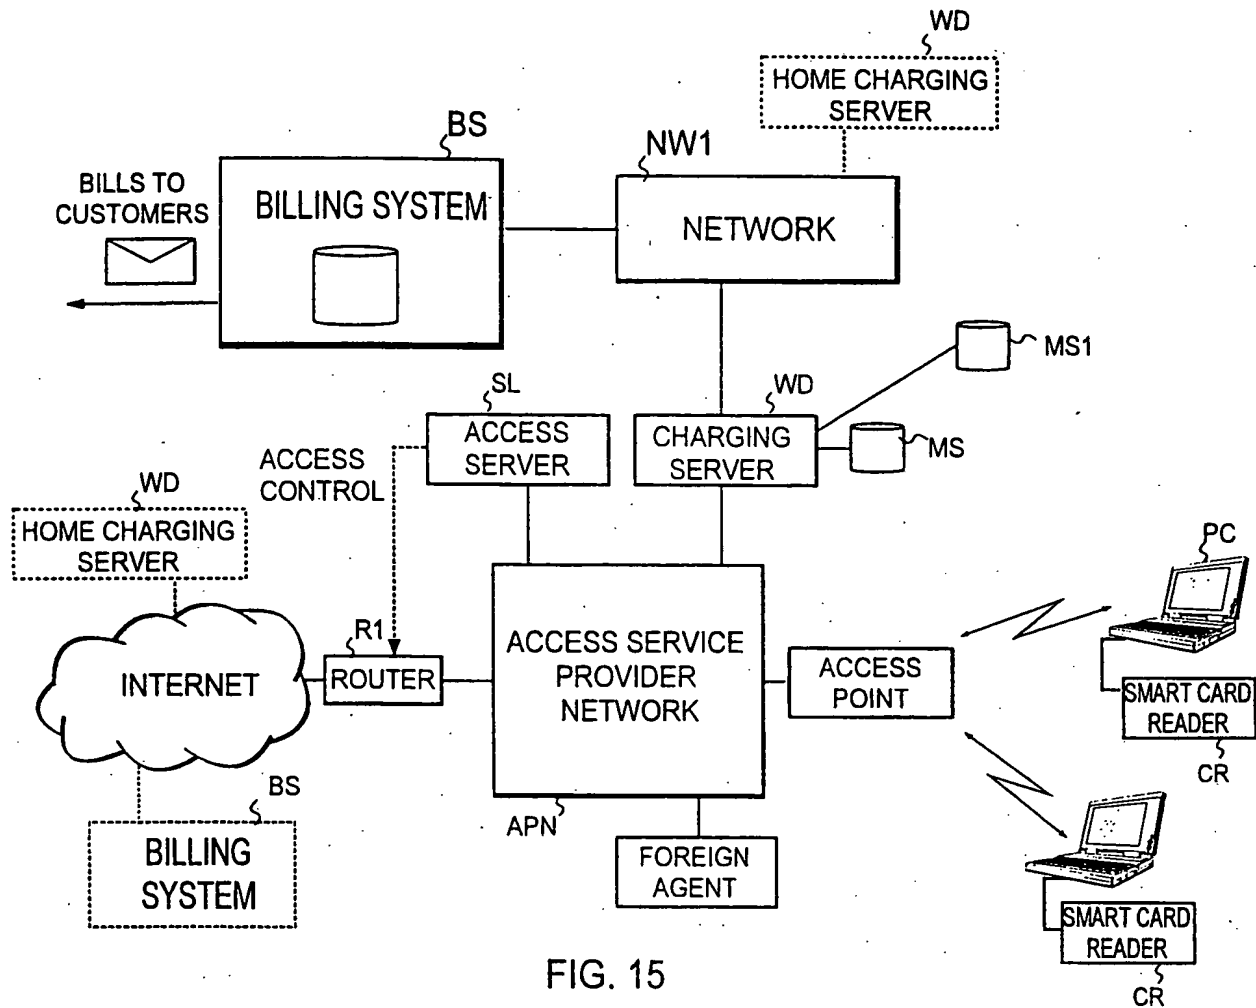 WD
HOME CHARGING
SERVER
BS
NW1
BILLS TO
CUSTOMERS
BILLING SYSTEM
NETWORK
MS1
SL
WD
ACCESS
SERVER
CHARGING
SERVER
MS
ACCESS
CONTROL
WD
HOME CHARGING
SERVER
PC
R1
ROUTER
INTERNET
ACCESS SERVICE
PROVIDER
NETWORK
ACCESS
POINT
SMART CARD
READER
CR
BS
APN
BILLING
SYSTEM
FOREIGN
AGENT
SMART CARD
READER
CR
FIG. 15